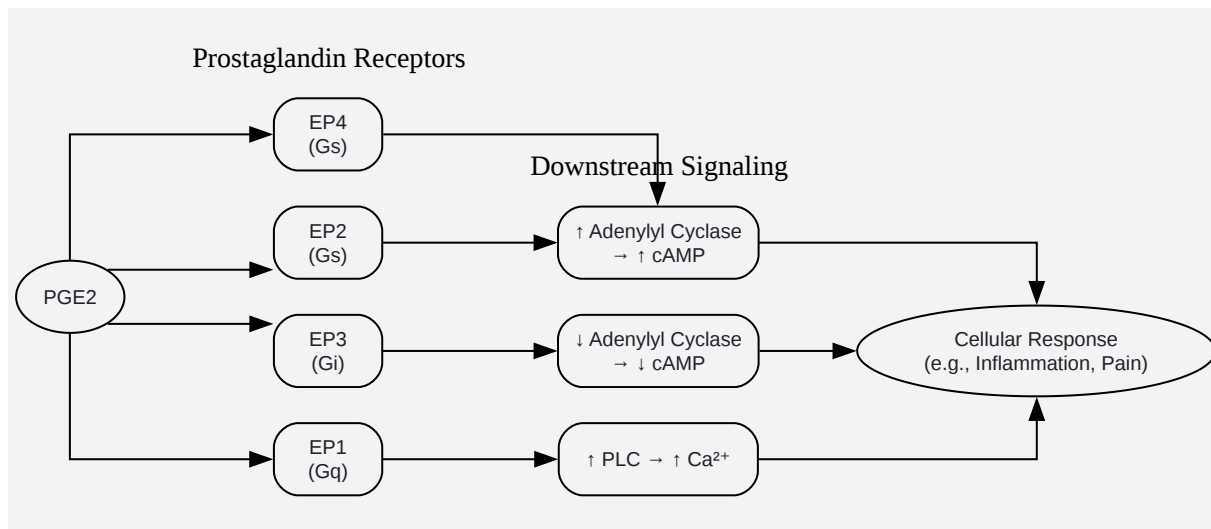 Prostaglandin Receptors
EP4
(Gs)
Downstream Signaling
EP2
(Gs)
↑ Adenylyl Cyclase
→ ↑ cAMP
PGE2
EP3
(Gi)
↓ Adenylyl Cyclase
→ ↓ cAMP
Cellular Response
(e.g., Inflammation, Pain)
EP1
(Gq)
↑ PLC → ↑ Ca²⁺